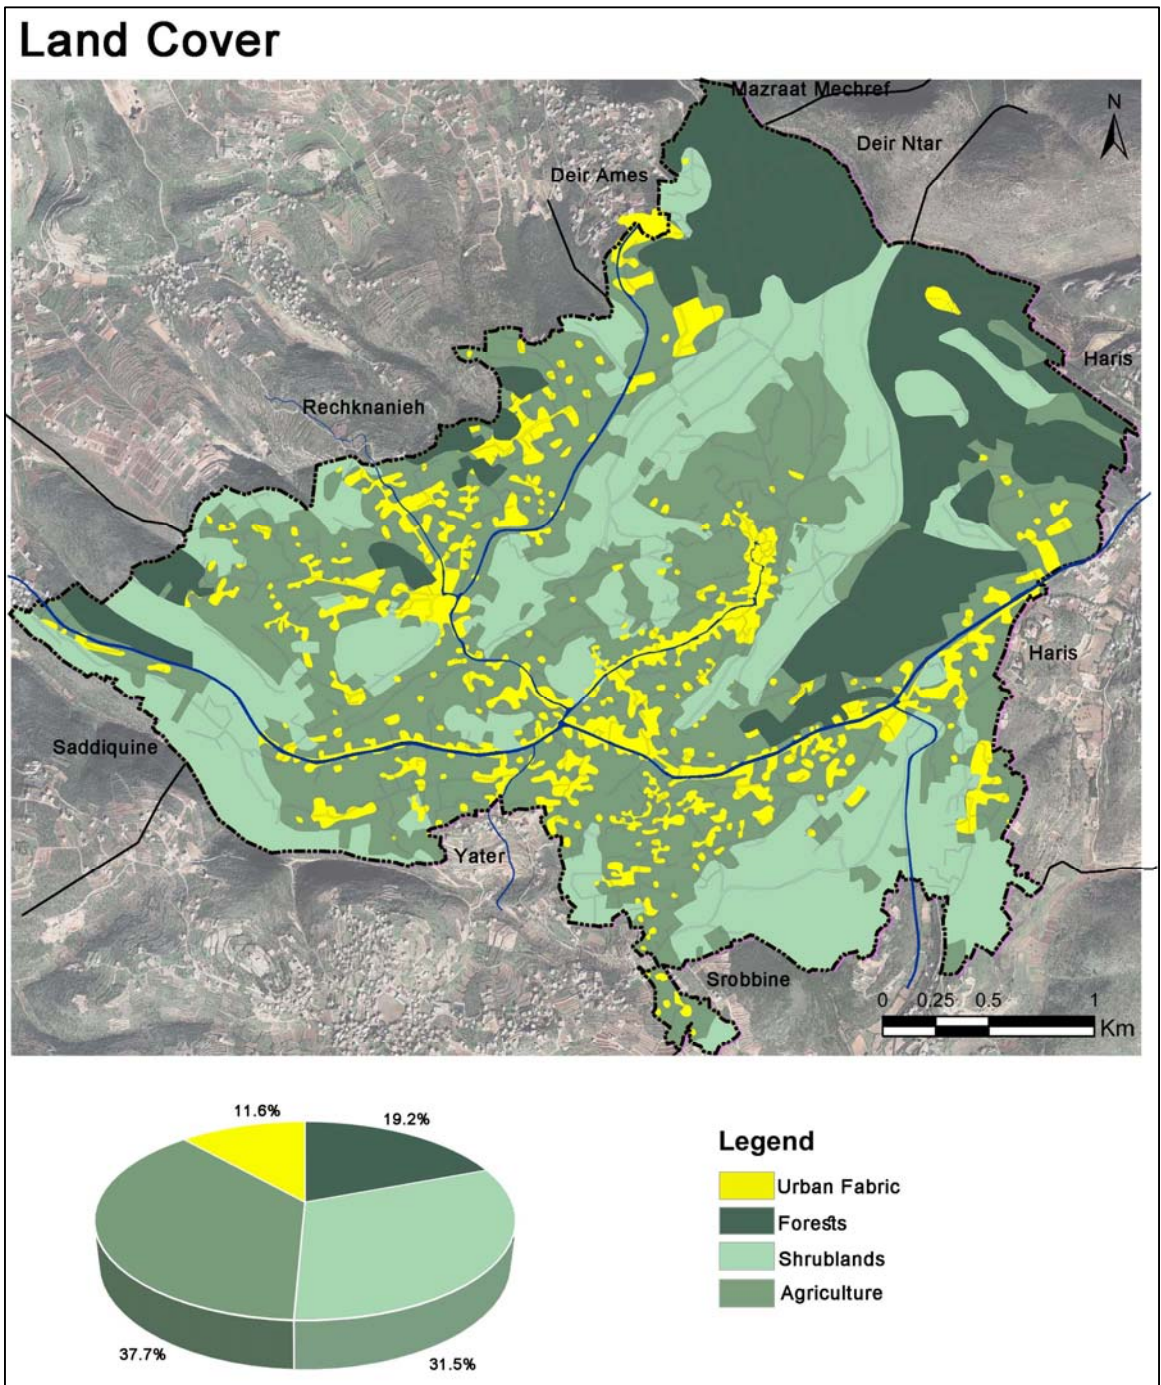 Land Cover
Mazraat Mechref
N
Deir Ntar
Deir Ames
Haris
Rechknanieh
Haris
Saddiquine
Yater
Srobbine
0 0.25 0.5 1
Km
11.6%
19.2%
37.7%
31.5%
Legend
Urban Fabric
Forests
Shrublands
Agriculture